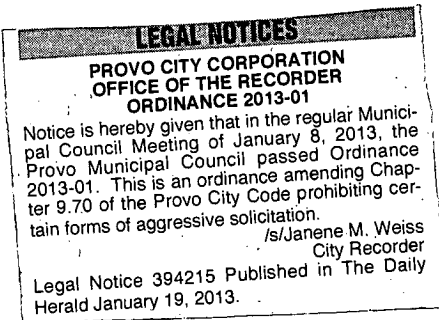 LEGAL NOTICES
PROVO CITY CORPORATION
OFFICE OF THE RECORDER
ORDINANCE 2013-01
Notice is hereby given that in the regular Munici-
pal Council Meeting of January 8, 2013, the
Provo Municipal Council passed Ordinance
2013-01. This is an ordinance amending Chap-
ter 9.70 of the Provo City Code prohibiting cer-
tain forms of aggressive solicitation.
/s/Janene M. Weiss
City Recorder
Legal Notice 394215 Published in The Daily
Herald January 19, 2013.